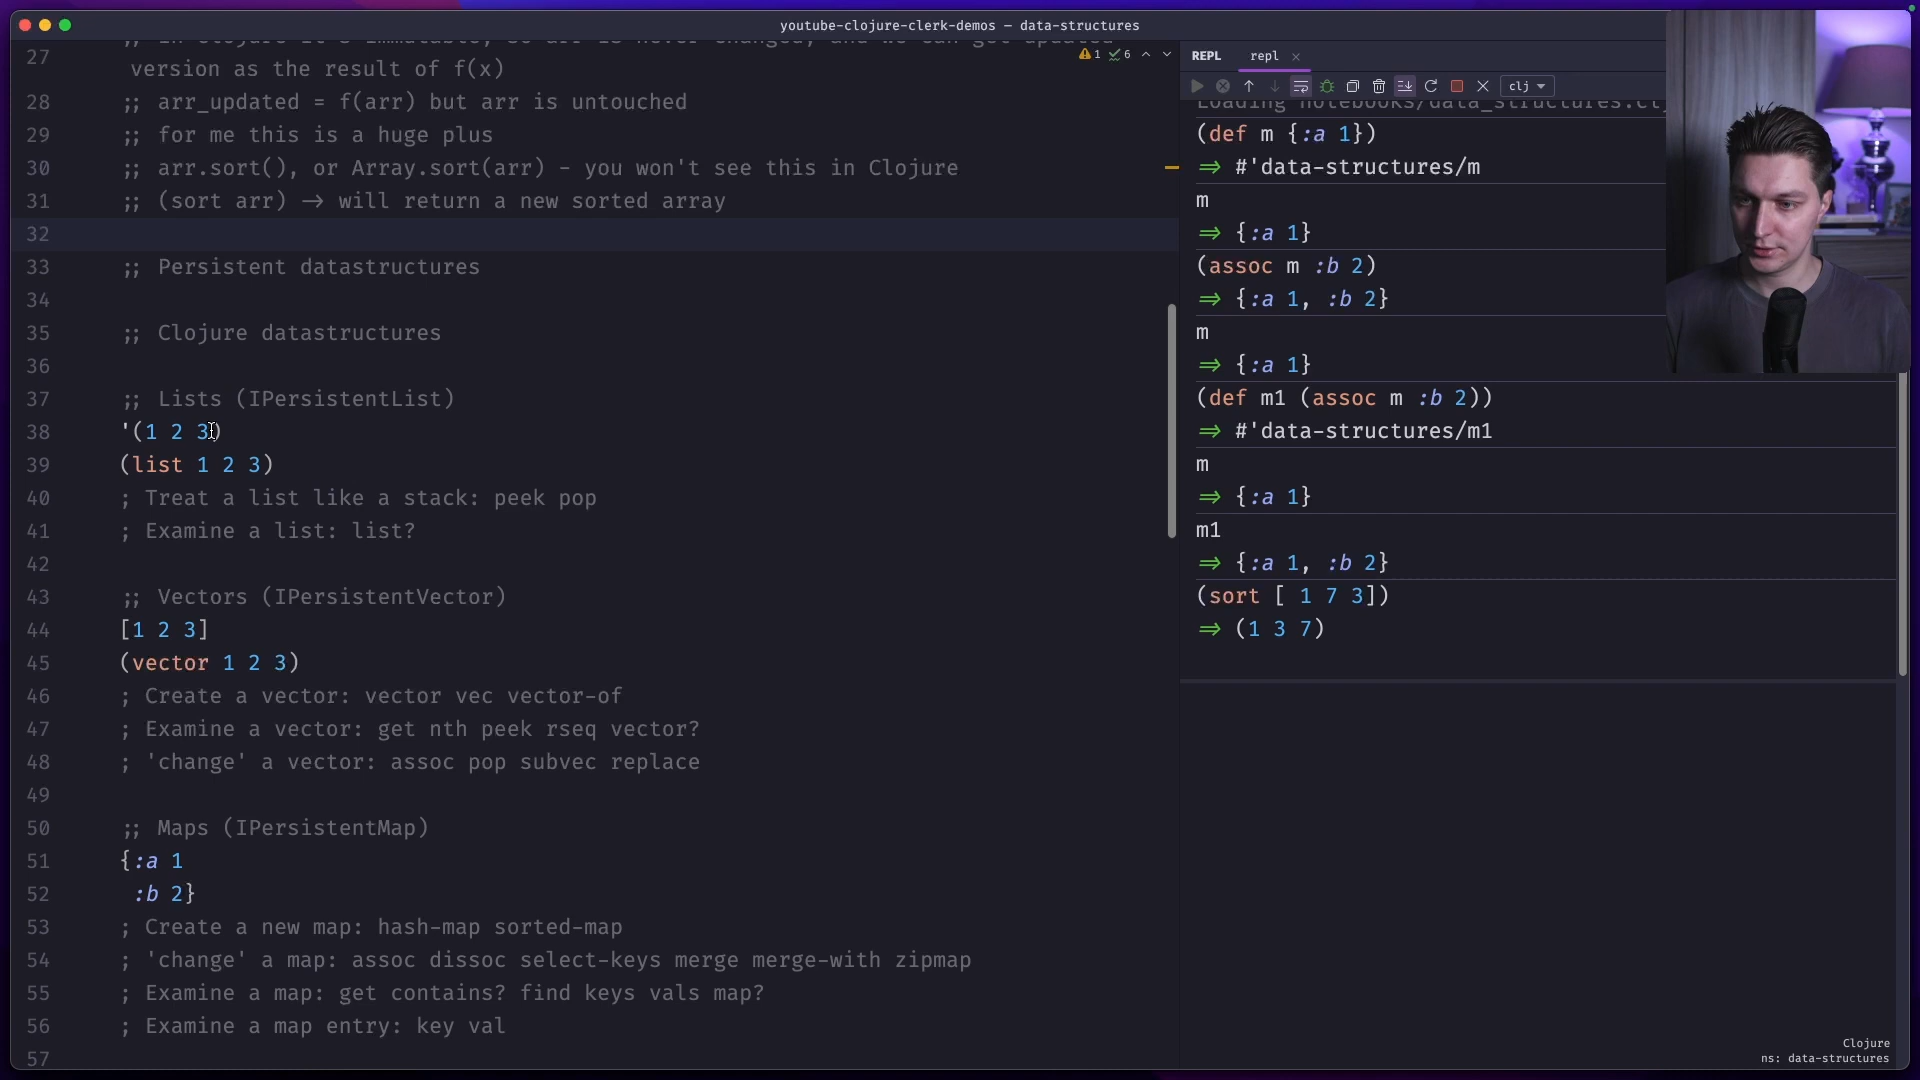 youtube-clojure-clerk-demos – data-structures
27
version as the result of f(x)
28 ;; arr_updated = f(arr) but arr is untouched
29 ;; for me this is a huge plus
30 ;; arr.sort(), or Array.sort(arr) - you won't see this in Clojure
31 ;; (sort arr) -> will return a new sorted array
32
33 ;; Persistent datastructures
34
35 ;; Clojure datastructures
36
37 ;; Lists (IPersistentList)
38 '(1 2 3)
39 (list 1 2 3)
40 ; Treat a list like a stack: peek pop
41 ; Examine a list: list?
42
43 ;; Vectors (IPersistentVector)
44 [1 2 3]
45 (vector 1 2 3)
46 ; Create a vector: vector vec vector-of
47 ; Examine a vector: get nth peek rseq vector?
48 ; 'change' a vector: assoc pop subvec replace
49
50 ;; Maps (IPersistentMap)
51 {:a 1
52 :b 2}
53 ; Create a new map: hash-map sorted-map
54 ; 'change' a map: assoc dissoc select-keys merge merge-with zipmap
55 ; Examine a map: get contains? find keys vals map?
56 ; Examine a map entry: key val
57
1 6
REPL repl
clj
Loading notebooks/data_structures.cl
(def m {:a 1})
=> #'data-structures/m
m
=> {:a 1}
(assoc m :b 2)
=> {:a 1, :b 2}
m
=> {:a 1}
(def m1 (assoc m :b 2))
=> #'data-structures/m1
m
=> {:a 1}
m1
=> {:a 1, :b 2}
(sort [ 1 7 3])
=> (1 3 7)
Clojure
ns: data-structures